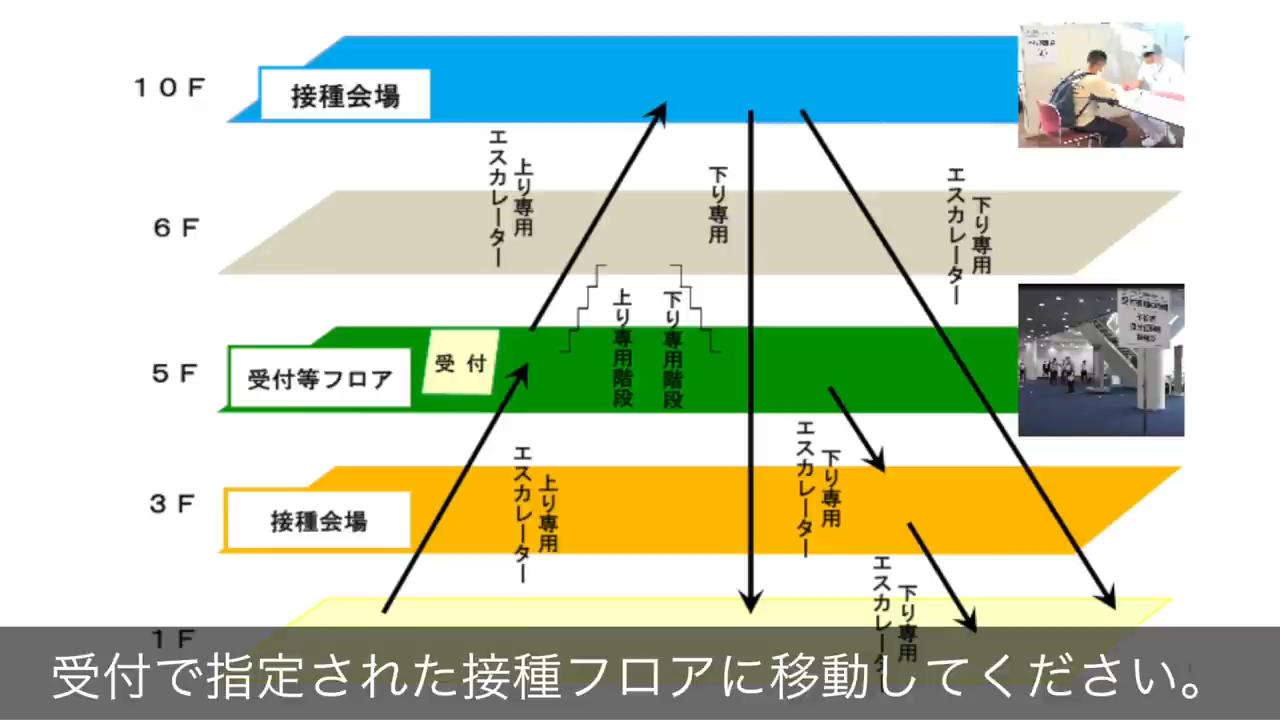 10F
接種会場
上り専用
エスカレーター
下り専用
下り専用
エスカレーター
6F
上り専用階段
下り専用階段
5F
受付等フロア
受付
上り専用
エスカレーター
下り専用
エスカレーター
3F
接種会場
下り専用
エスカレータ
1F
受付で指定された接種フロアに移動してください。